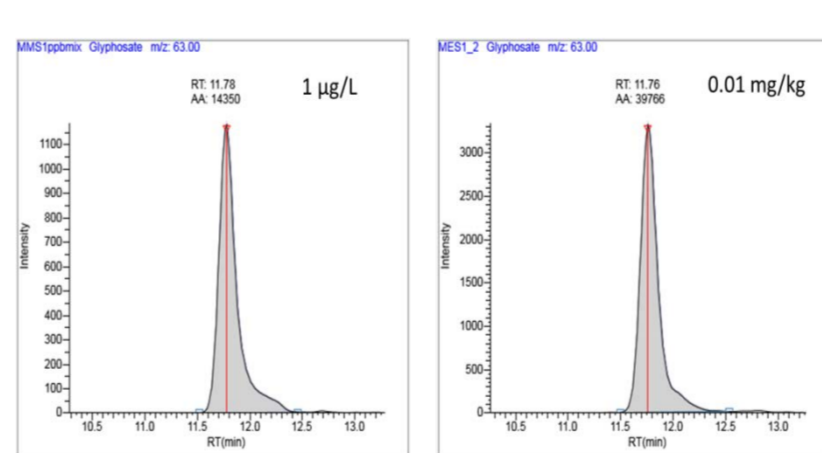 MMS1ppbmix Glyphosate m/z: 63.00
RT: 11.78
AA: 14350
1 µg/L
1100
1000
900
800
700
600
500
400
300
200
100
0
Intensity
10.5 11.0 11.5 12.0 12.5 13.0
RT(min)
MES1_2 Glyphosate m/z: 63.00
RT: 11.76
AA: 39766
0.01 mg/kg
3000
2500
2000
1500
1000
500
0
Intensity
10.5 11.0 11.5 12.0 12.5 13.0
RT(min)